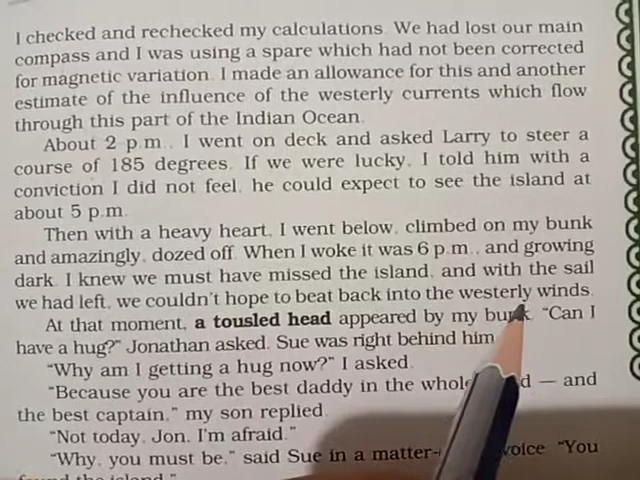 I checked and rechecked my calculations. We had lost our main
compass and I was using a spare which had not been corrected
for magnetic variation. I made an allowance for this and another
estimate of the influence of the westerly currents which flow
through this part of the Indian Ocean.
About 2 p.m., I went on deck and asked Larry to steer a
course of 185 degrees. If we were lucky, I told him with a
conviction I did not feel, he could expect to see the island at
about 5 p.m.
Then with a heavy heart, I went below, climbed on my bunk
and amazingly, dozed off. When I woke it was 6 p.m., and growing
dark. I knew we must have missed the island, and with the sail
we had left, we couldn't hope to beat back into the westerly winds.
At that moment, a tousled head appeared by my bunk. “Can I
have a hug?” Jonathan asked. Sue was right behind him.
“Why am I getting a hug now?” I asked.
“Because you are the best daddy in the whole — and
the best captain,” my son replied.
“Not today, Jon, I'm afraid.”
“Why, you must be,” said Sue in a matter- voice “You
found the island.”